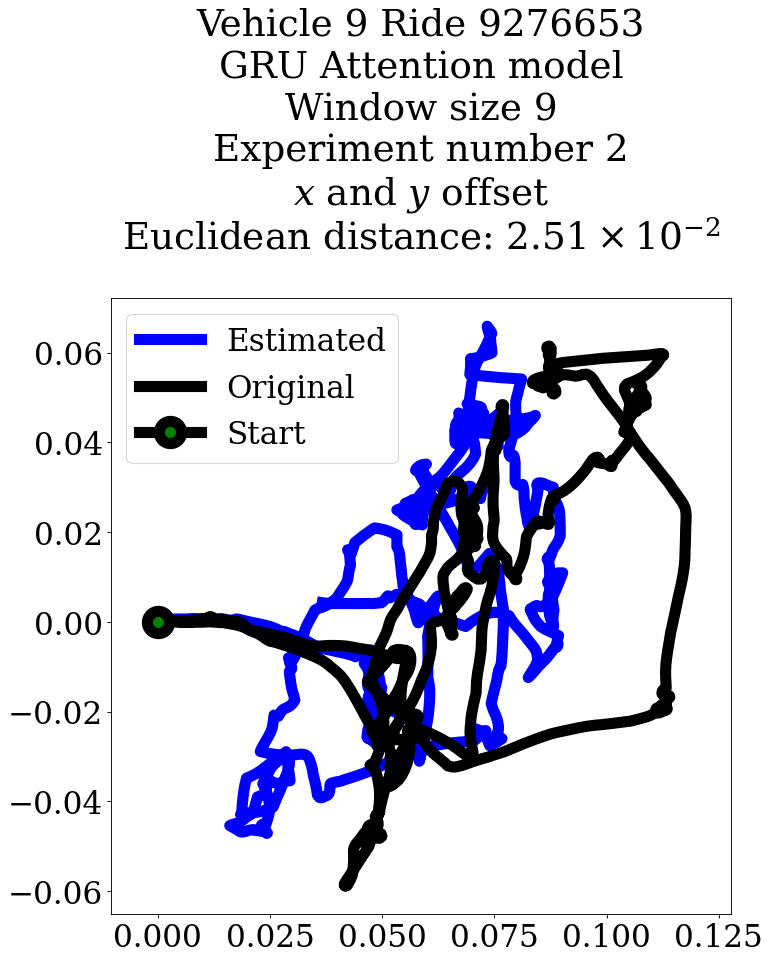 Vehicle 9 Ride 9276653
GRU Attention model
Window size 9
Experiment number 2
x and y offset
Euclidean distance: 2.51 × 10⁻²
Estimated
Original
Start
0.06
0.04
0.02
0.00
−0.02
−0.04
−0.06
0.000 0.025 0.050 0.075 0.100 0.125